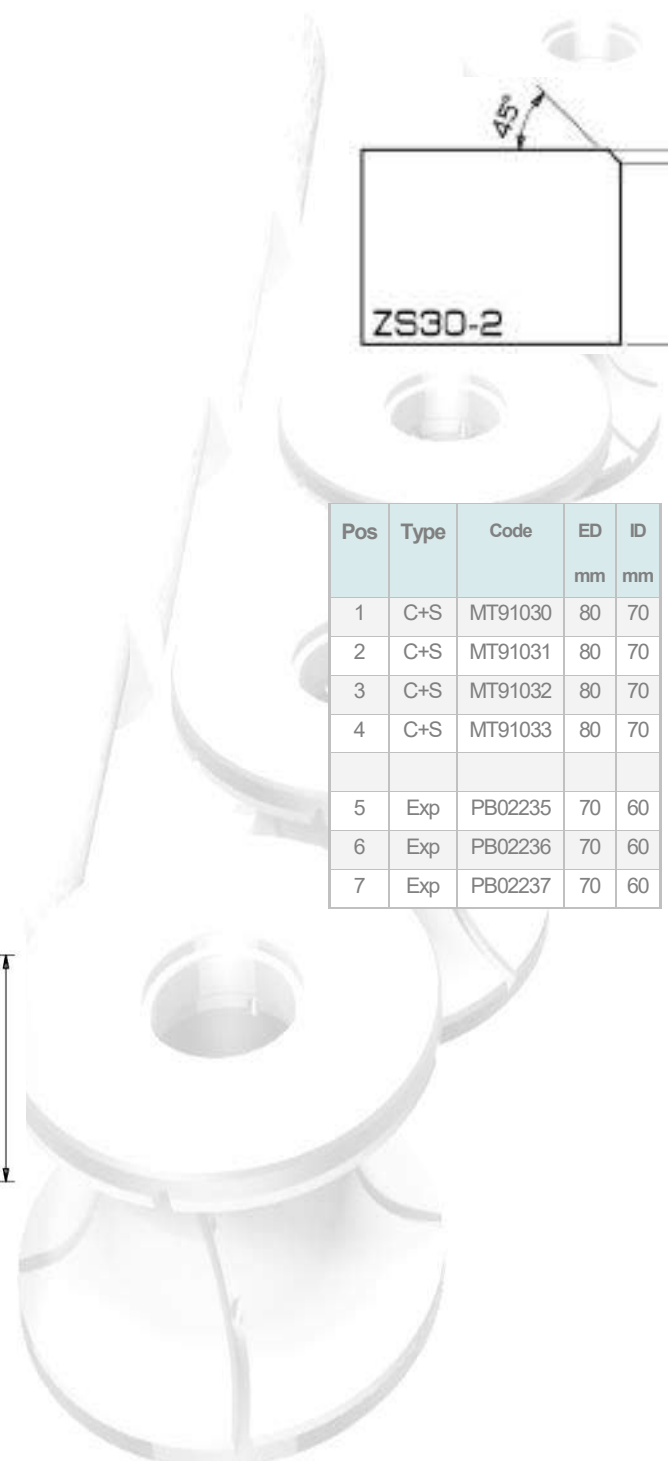 45°
ZS30-2
Pos Type Code ED ID
mm mm
1 C+S MT91030 80 70
2 C+S MT91031 80 70
3 C+S MT91032 80 70
4 C+S MT91033 80 70
5 Exp PB02235 70 60
6 Exp PB02236 70 60
7 Exp PB02237 70 60